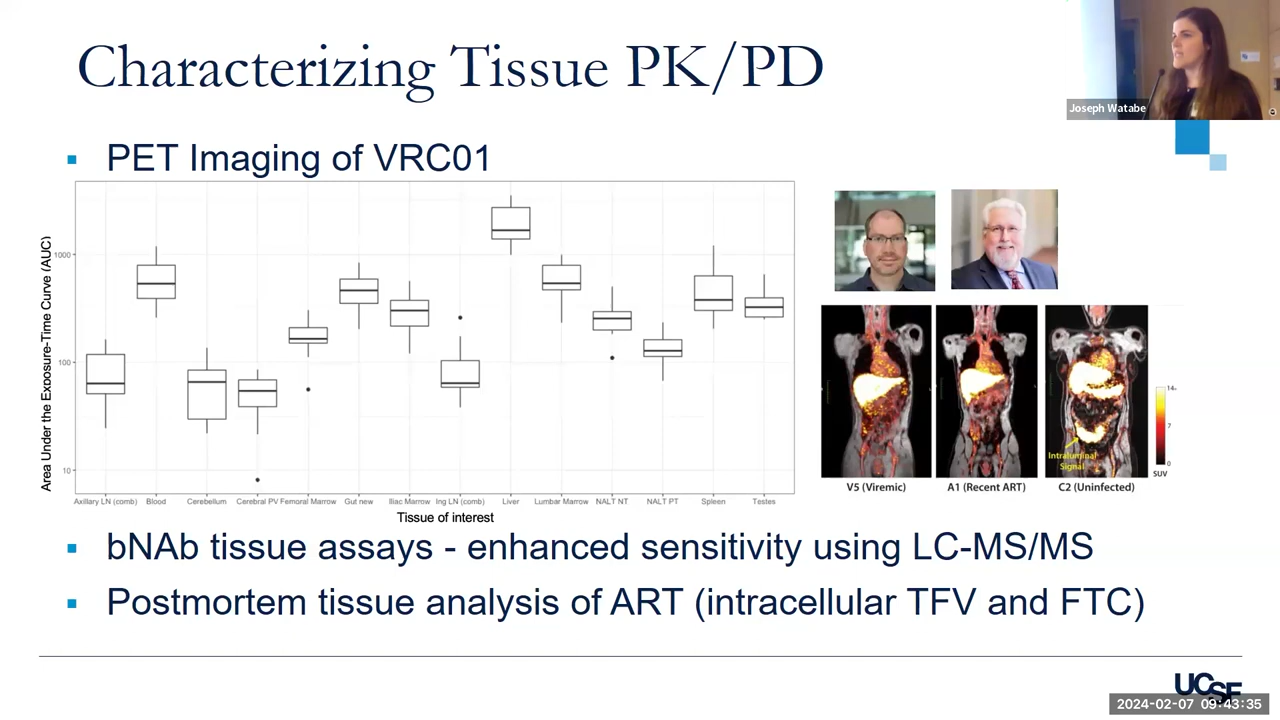 Characterizing Tissue PK/PD
Joseph Watabe
▪ PET Imaging of VRC01
Area Under the Exposure-Time Curve (AUC)
1000
100
10
Axillary LN (comb) Blood Cerebellum Cerebral PV Femoral Marrow Gut new Iliac Marrow Ing LN (comb) Liver Lumbar Marrow NALT NT NALT PT Spleen Testes
Tissue of interest
Intraluminal
Signal
14
7
0
SUV
V5 (Viremic) A1 (Recent ART) C2 (Uninfected)
▪ bNAb tissue assays - enhanced sensitivity using LC-MS/MS
▪ Postmortem tissue analysis of ART (intracellular TFV and FTC)
UCSF
2024-02-07 09:43:35